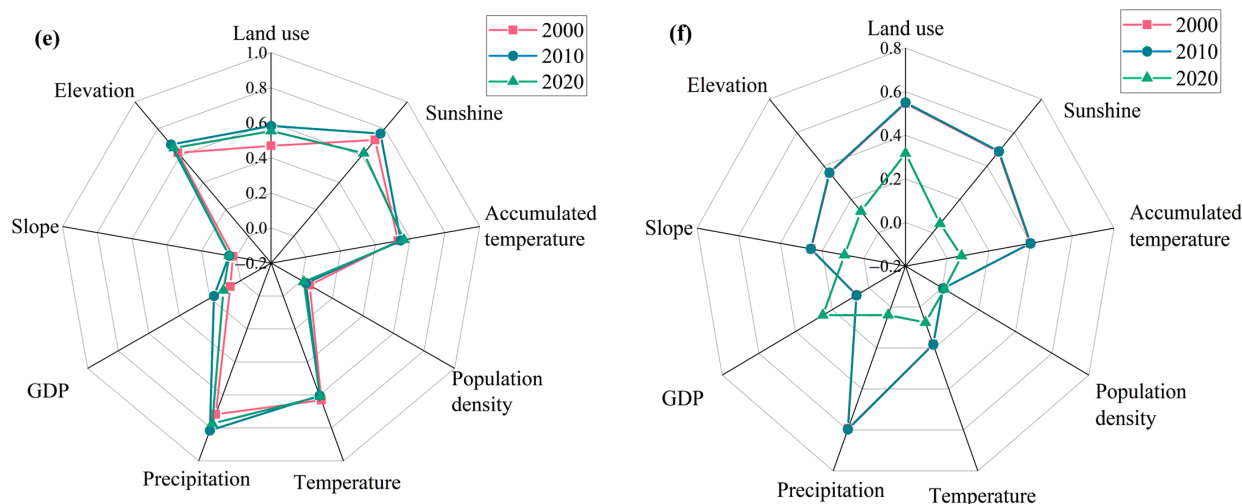 (e)
2000
2010
2020
Land use
1.0
0.8
0.6
0.4
0.2
0.0
−0.2
Elevation
Sunshine
Slope
Accumulated
temperature
GDP
Population
density
Precipitation
Temperature
(f)
2000
2010
2020
Land use
0.8
0.6
0.4
0.2
0.0
−0.2
Elevation
Sunshine
Slope
Accumulated
temperature
GDP
Population
density
Precipitation
Temperature